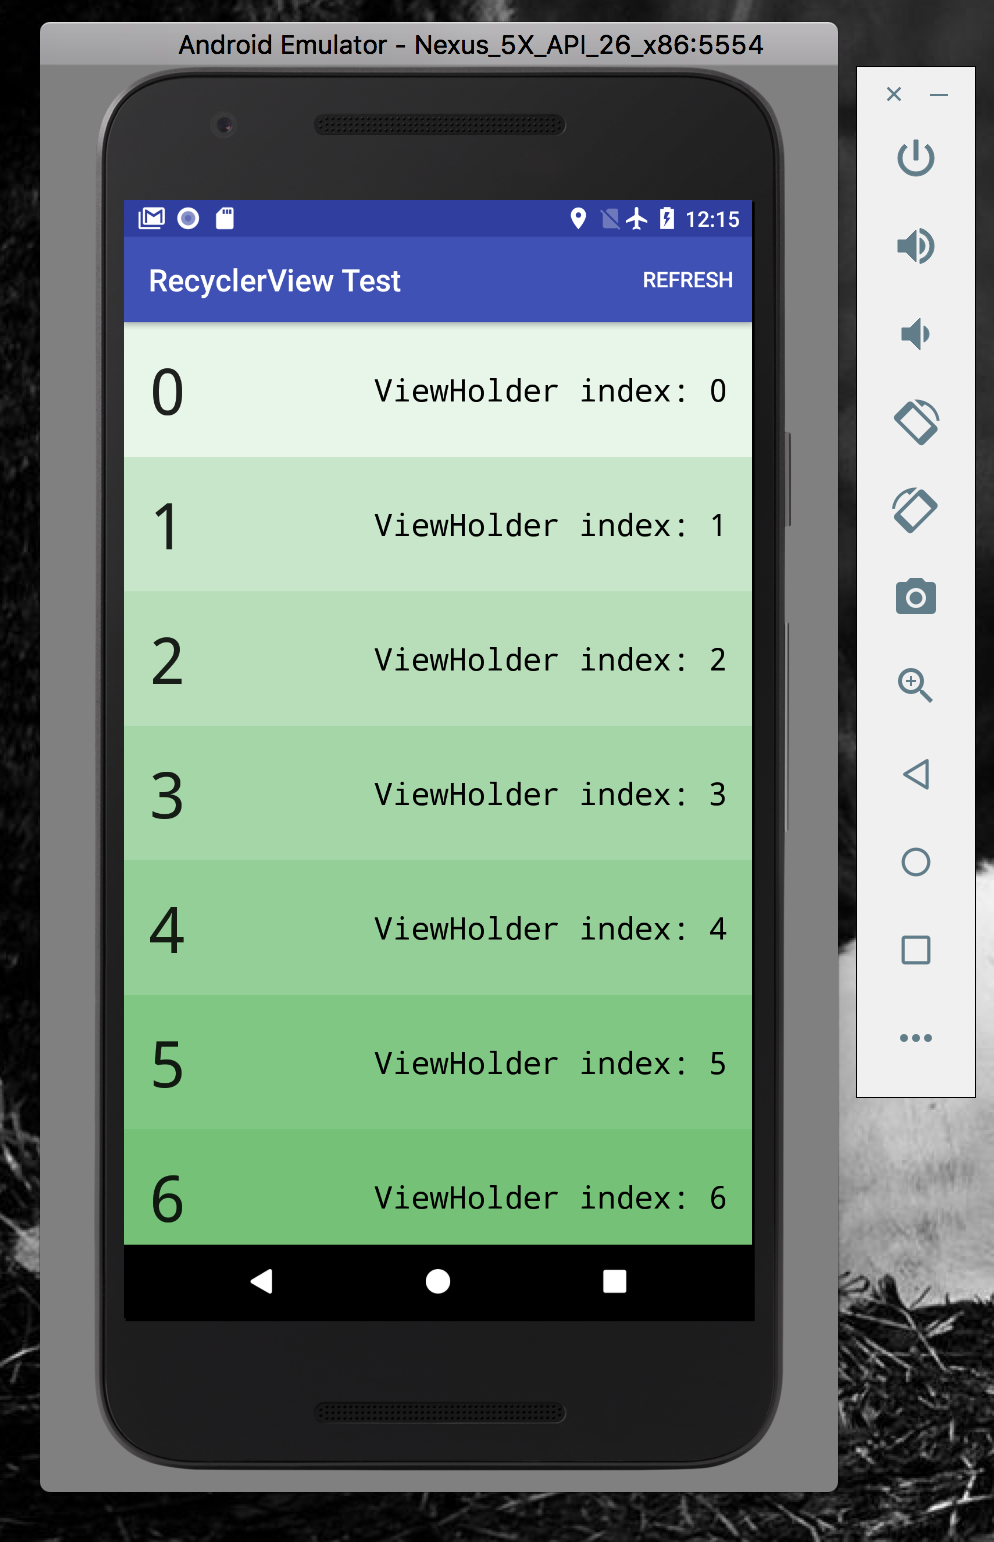 Android Emulator - Nexus_5X_API_26_x86:5554
12:15
RecyclerView Test REFRESH
0 ViewHolder index: 0
1 ViewHolder index: 1
2 ViewHolder index: 2
3 ViewHolder index: 3
4 ViewHolder index: 4
5 ViewHolder index: 5
6 ViewHolder index: 6